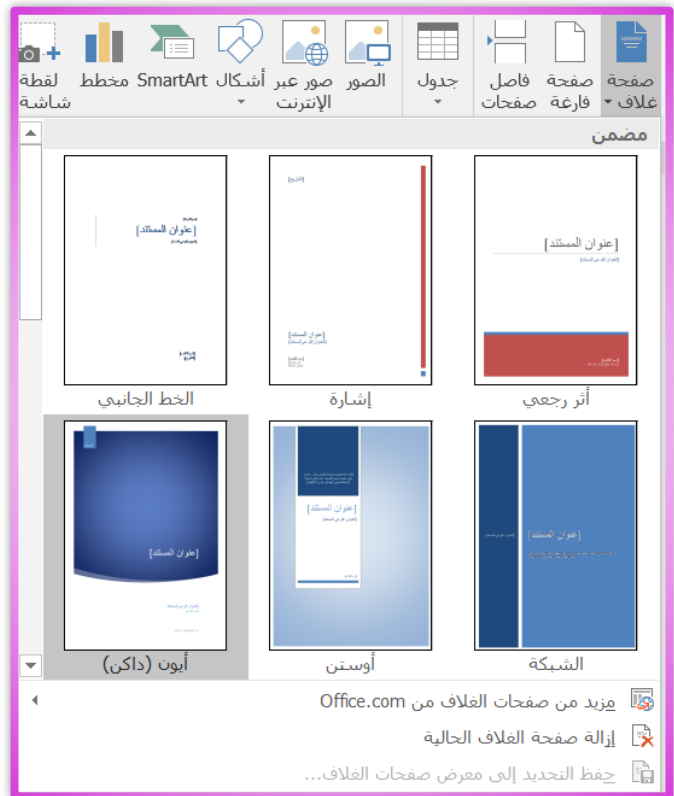 صفحة غلاف
صفحة فارغة
فاصل صفحات
جدول
الصور
صور عبر الإنترنت
أشكال
SmartArt
مخطط
لقطة شاشة
مضمن
[عنوان المستند]
[التاريخ]
[عنوان المستند]
[عنوان المستند]
أثر رجعي
إشارة
الخط الجانبي
[عنوان المستند]
[عنوان المستند]
[عنوان المستند]
الشبكة
أوستن
أيون (داكن)
مزيد من صفحات الغلاف من Office.com
إزالة صفحة الغلاف الحالية
حفظ التحديد إلى معرض صفحات الغلاف...